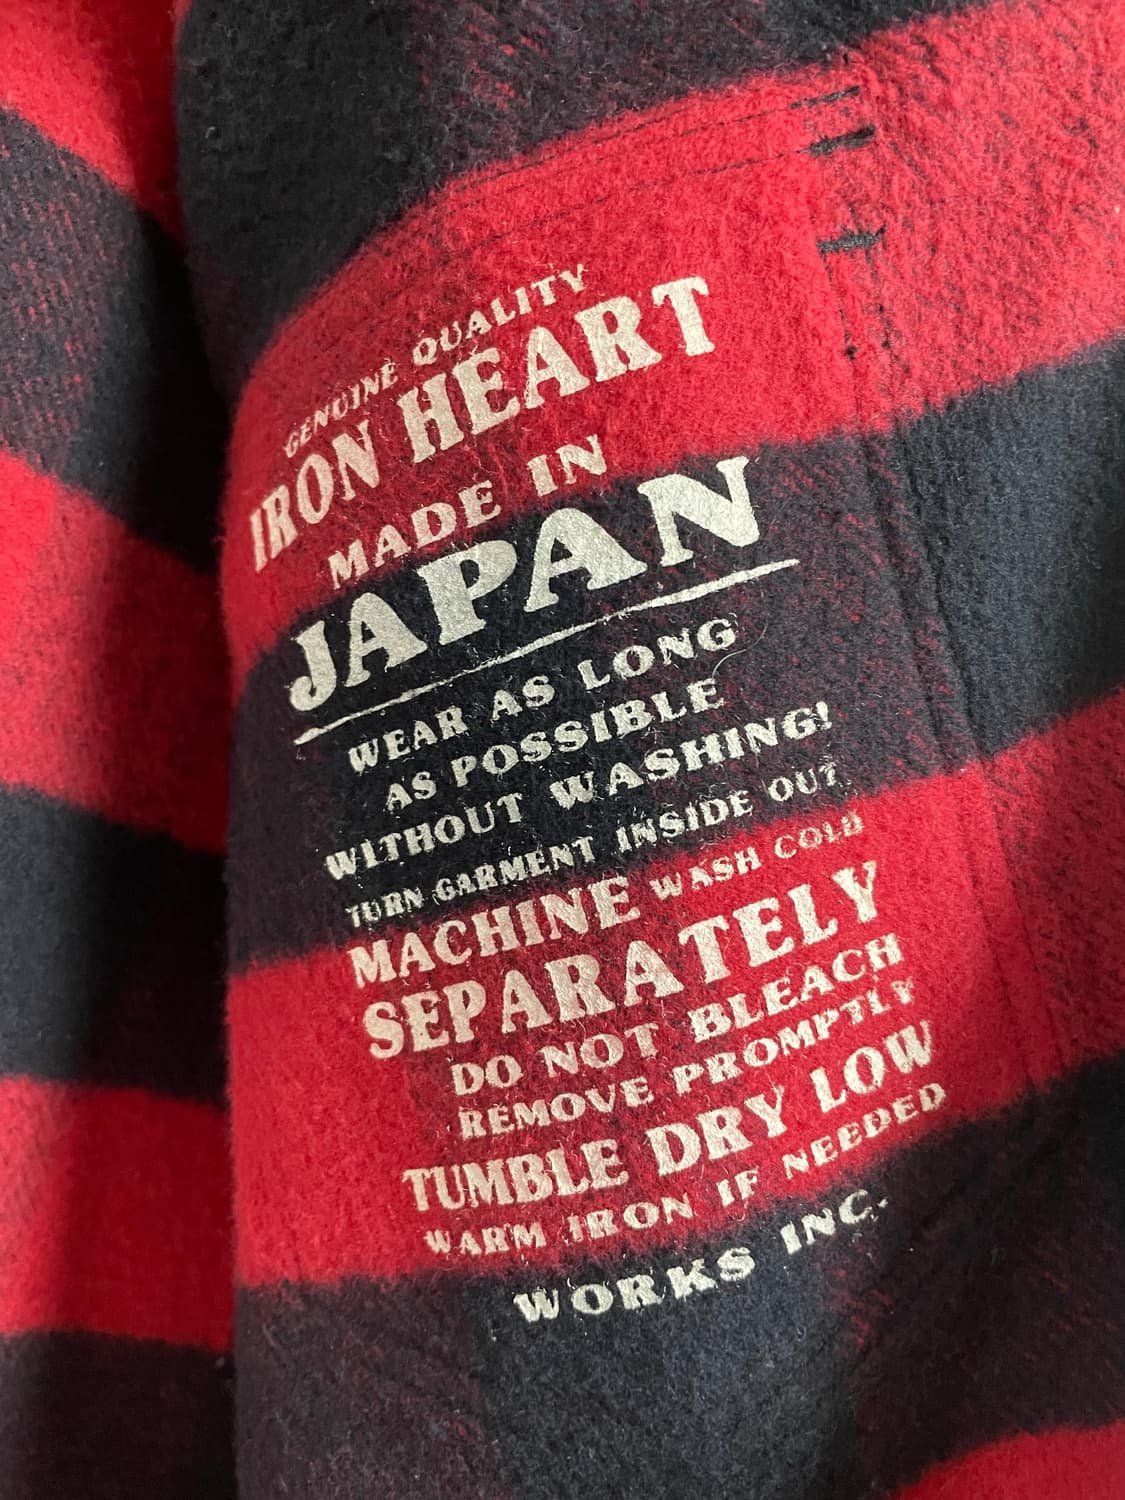 GENUINE QUALITY
IRON HEART
MADE IN
JAPAN
WEAR AS LONG
AS POSSIBLE
WITHOUT WASHING!
TURN GARMENT INSIDE OUT
MACHINE WASH COLD
SEPARATELY
DO NOT BLEACH
REMOVE PROMPTLY
TUMBLE DRY LOW
WARM IRON IF NEEDED
WORKS INC.